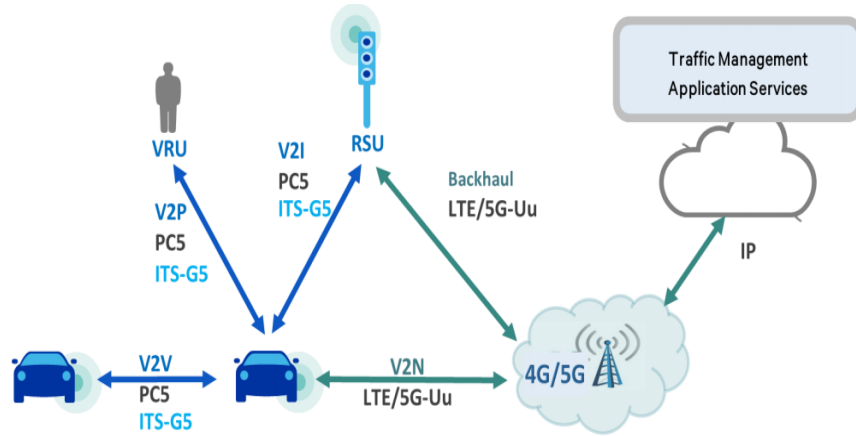 Traffic Management
Application Services
VRU
V2I
PC5
ITS-G5
RSU
Backhaul
LTE/5G-Uu
V2P
PC5
ITS-G5
IP
V2V
PC5
ITS-G5
V2N
LTE/5G-Uu
4G/5G